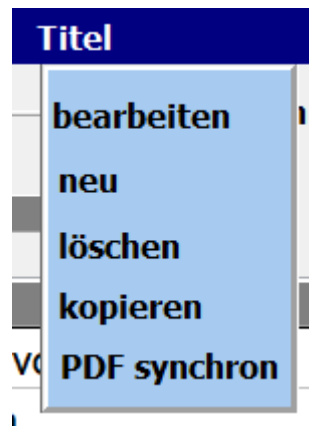 Titel
bearbeiten
neu
löschen
kopieren
PDF synchron